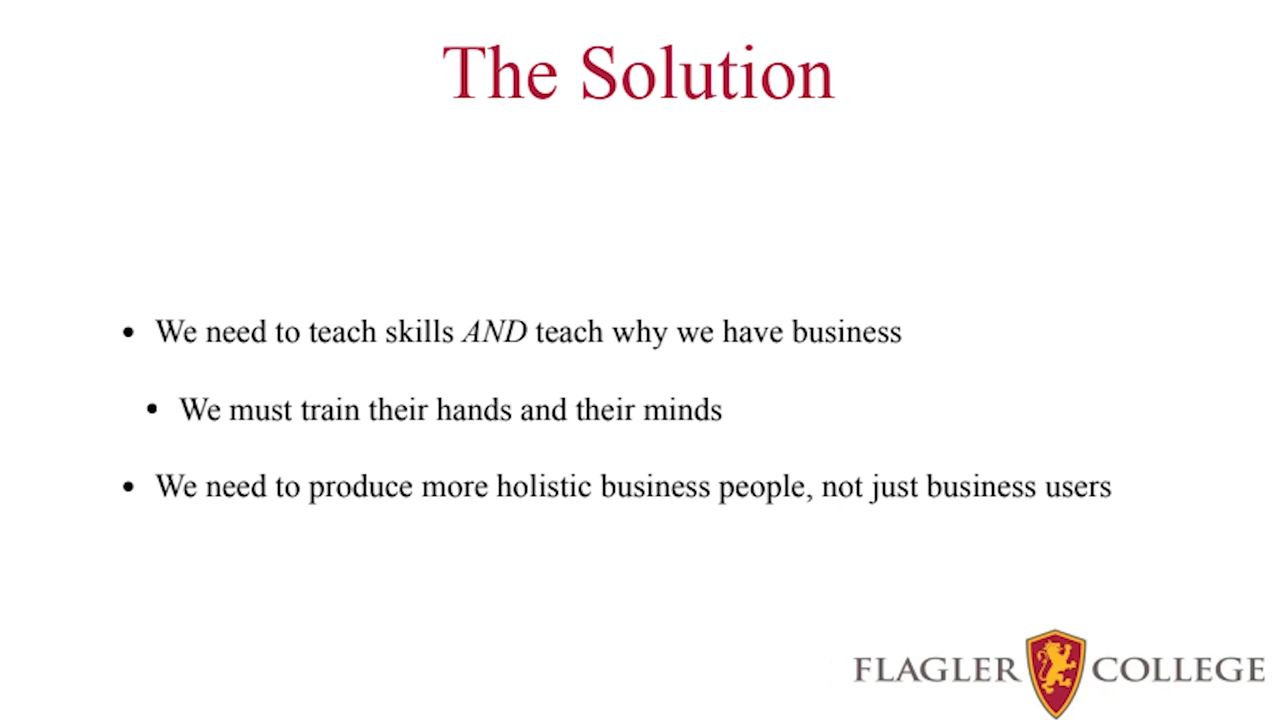 The Solution
• We need to teach skills AND teach why we have business
• We must train their hands and their minds
• We need to produce more holistic business people, not just business users
FLAGLER COLLEGE